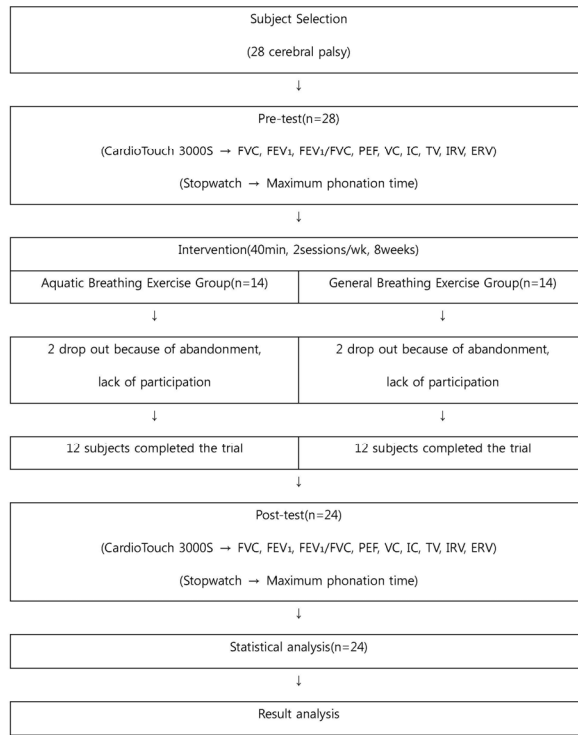 Subject Selection
(28 cerebral palsy)
↓
Pre-test(n=28)
(CardioTouch 3000S → FVC, FEV₁, FEV₁/FVC, PEF, VC, IC, TV, IRV, ERV)
(Stopwatch → Maximum phonation time)
↓
Intervention(40min, 2sessions/wk, 8weeks)
Aquatic Breathing Exercise Group(n=14)
General Breathing Exercise Group(n=14)
↓
↓
2 drop out because of abandonment,
lack of participation
2 drop out because of abandonment,
lack of participation
↓
↓
12 subjects completed the trial
12 subjects completed the trial
↓
Post-test(n=24)
(CardioTouch 3000S → FVC, FEV₁, FEV₁/FVC, PEF, VC, IC, TV, IRV, ERV)
(Stopwatch → Maximum phonation time)
↓
Statistical analysis(n=24)
↓
Result analysis